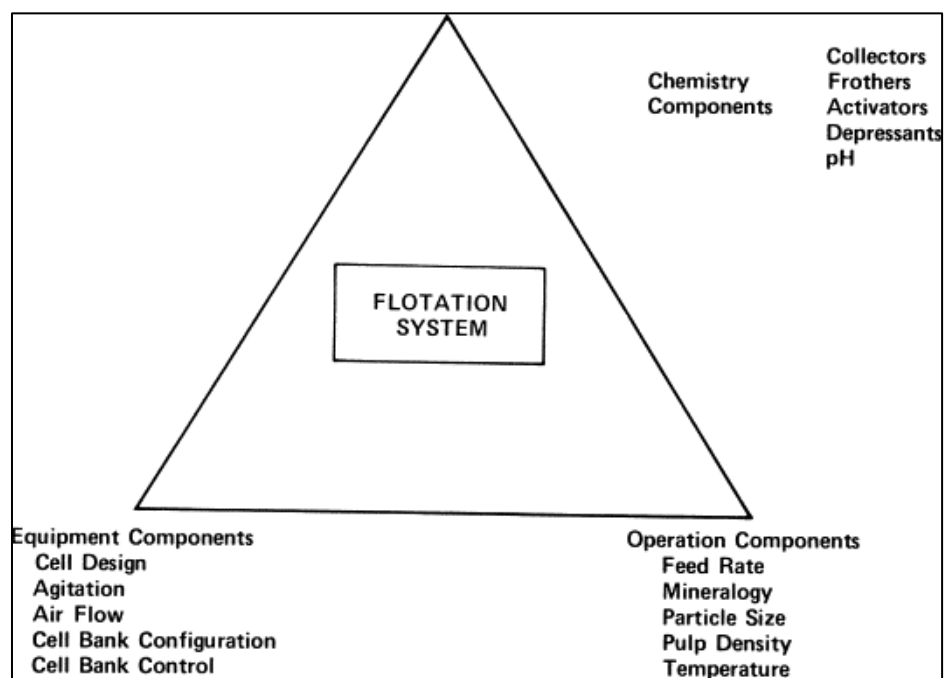 Chemistry
Components
Collectors
Frothers
Activators
Depressants
pH
FLOTATION
SYSTEM
Equipment Components
Cell Design
Agitation
Air Flow
Cell Bank Configuration
Cell Bank Control
Operation Components
Feed Rate
Mineralogy
Particle Size
Pulp Density
Temperature